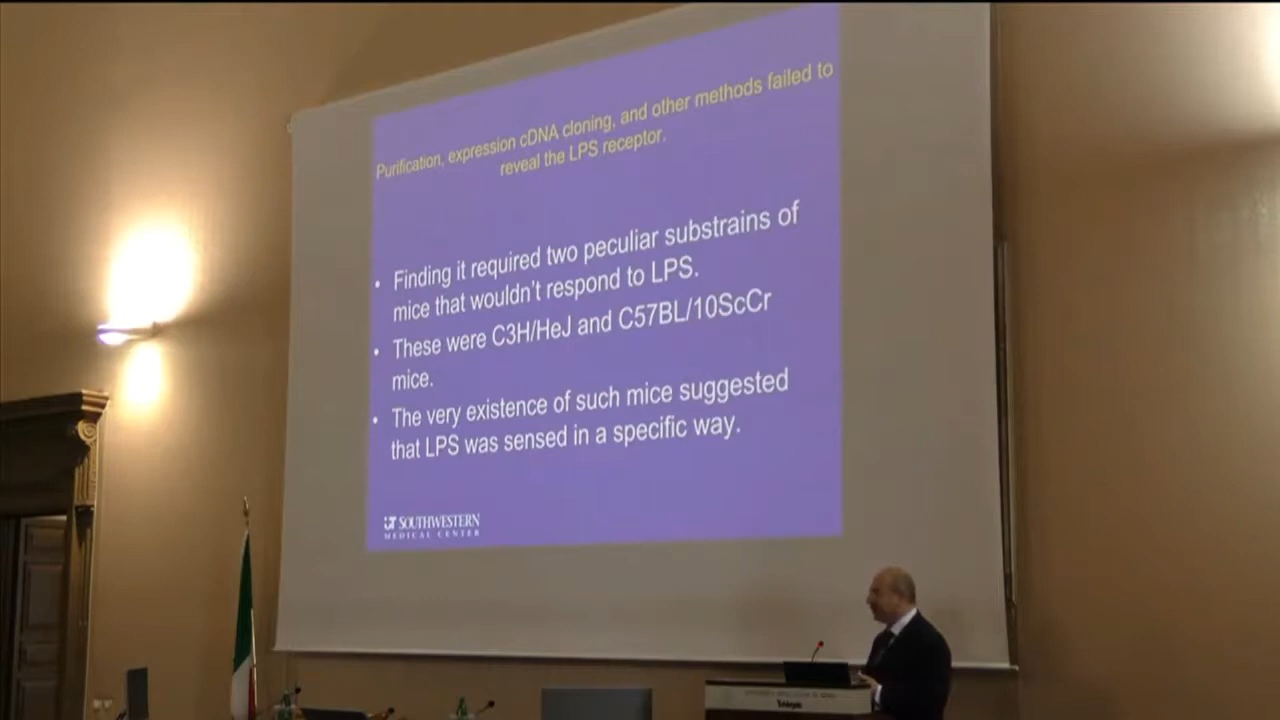 Purification, expression cDNA cloning, and other methods failed to
reveal the LPS receptor.
• Finding it required two peculiar substrains of
mice that wouldn't respond to LPS.
• These were C3H/HeJ and C57BL/10ScCr
mice.
• The very existence of such mice suggested
that LPS was sensed in a specific way.
UT SOUTHWESTERN
MEDICAL CENTER